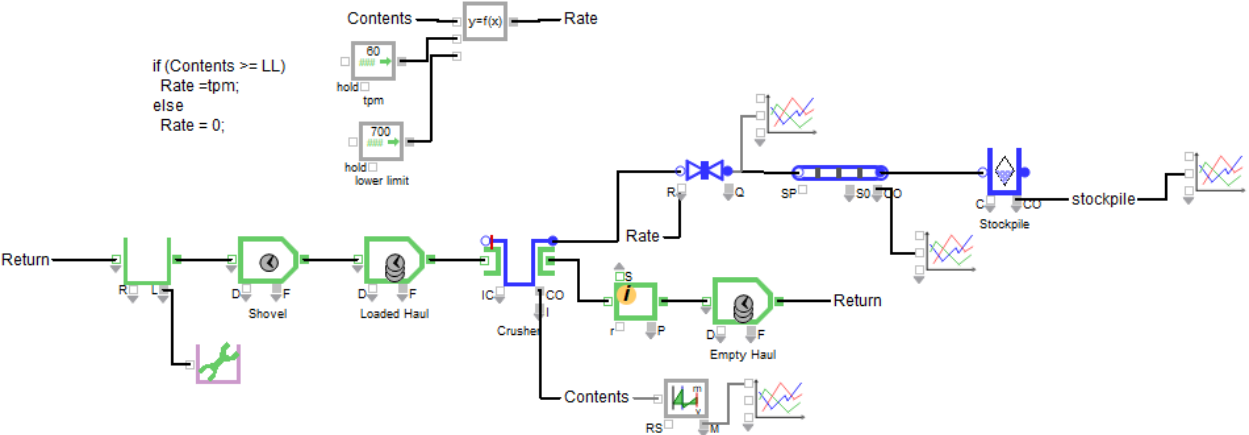 Contents
Rate
y=f(x)
60
hold
tpm
if (Contents >= LL)
Rate =tpm;
else
Rate = 0;
700
hold
lower limit
R
Q
SP
S0
CO
C
CO
Stockpile
stockpile
Rate
Return
R
L
D
F
Shovel
D
F
Loaded Haul
IC
CO
I
Crusher
S
i
r
P
D
F
Empty Haul
Return
Contents
m
v
RS
M